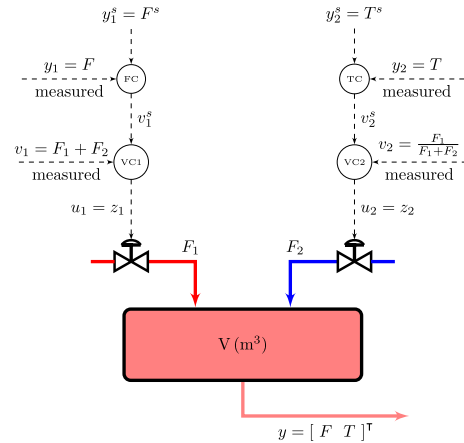 y₁ˢ = Fˢ
y₂ˢ = Tˢ
y₁ = F
measured
FC
TC
y₂ = T
measured
v₁ˢ
v₂ˢ
v₁ = F₁ + F₂
measured
VC1
VC2
v₂ = F₁/(F₁+F₂)
measured
u₁ = z₁
u₂ = z₂
F₁
F₂
V (m³)
y = [ F T ]ᵀ